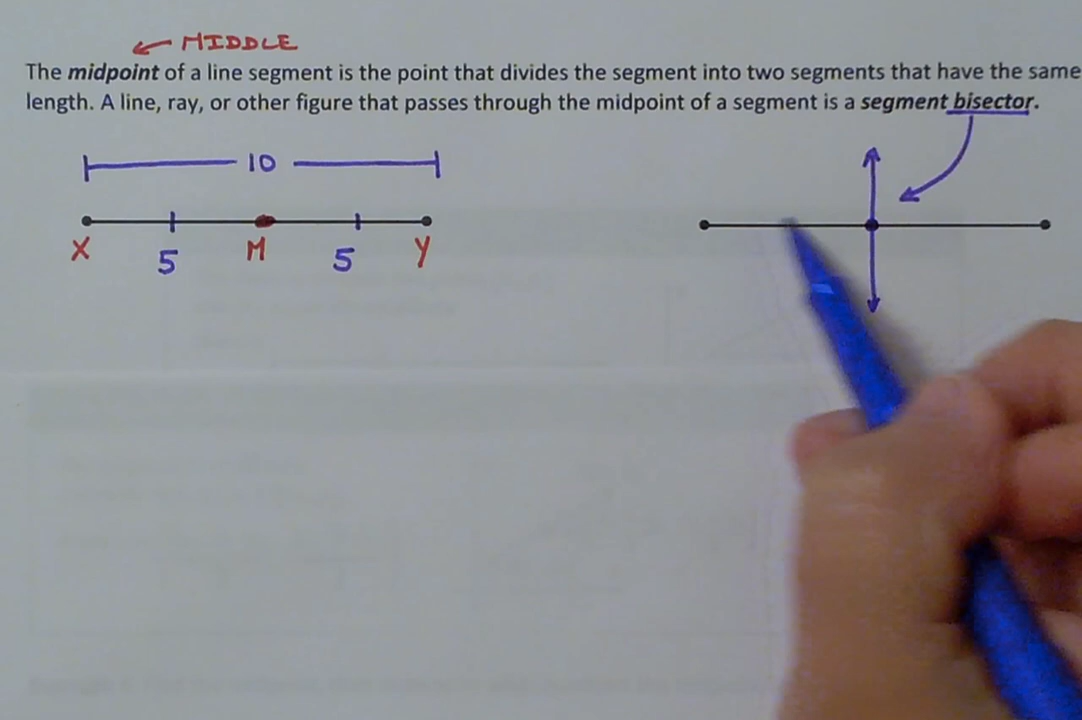 MIDDLE
The midpoint of a line segment is the point that divides the segment into two segments that have the same
length. A line, ray, or other figure that passes through the midpoint of a segment is a segment bisector.
10
X 5 M 5 Y